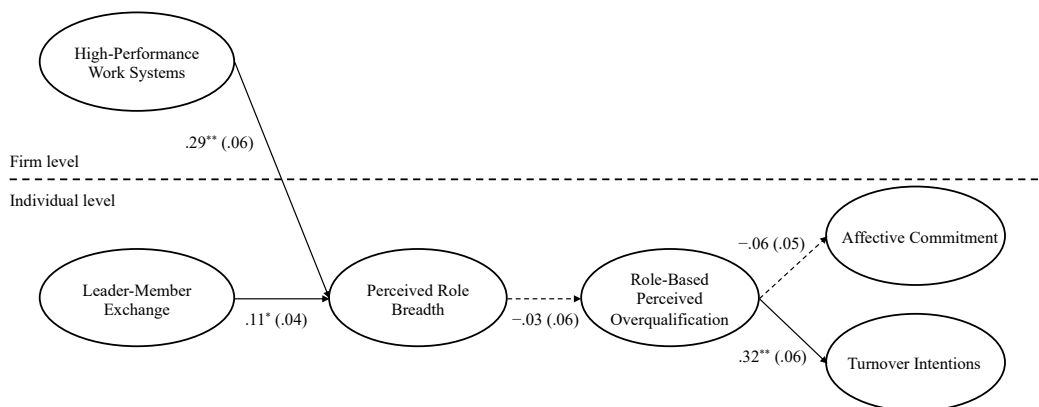 High-Performance
Work Systems
.29** (.06)
Firm level
Individual level
Affective Commitment
−.06 (.05)
Leader-Member
Exchange
.11* (.04)
Perceived Role
Breadth
−.03 (.06)
Role-Based
Perceived
Overqualification
.32** (.06)
Turnover Intentions